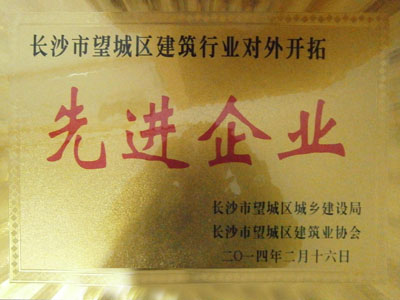 长沙市望城区建筑行业对外开拓
先进企业
长沙市望城区城乡建设局
长沙市望城区建筑业协会
二〇一四年二月十六日